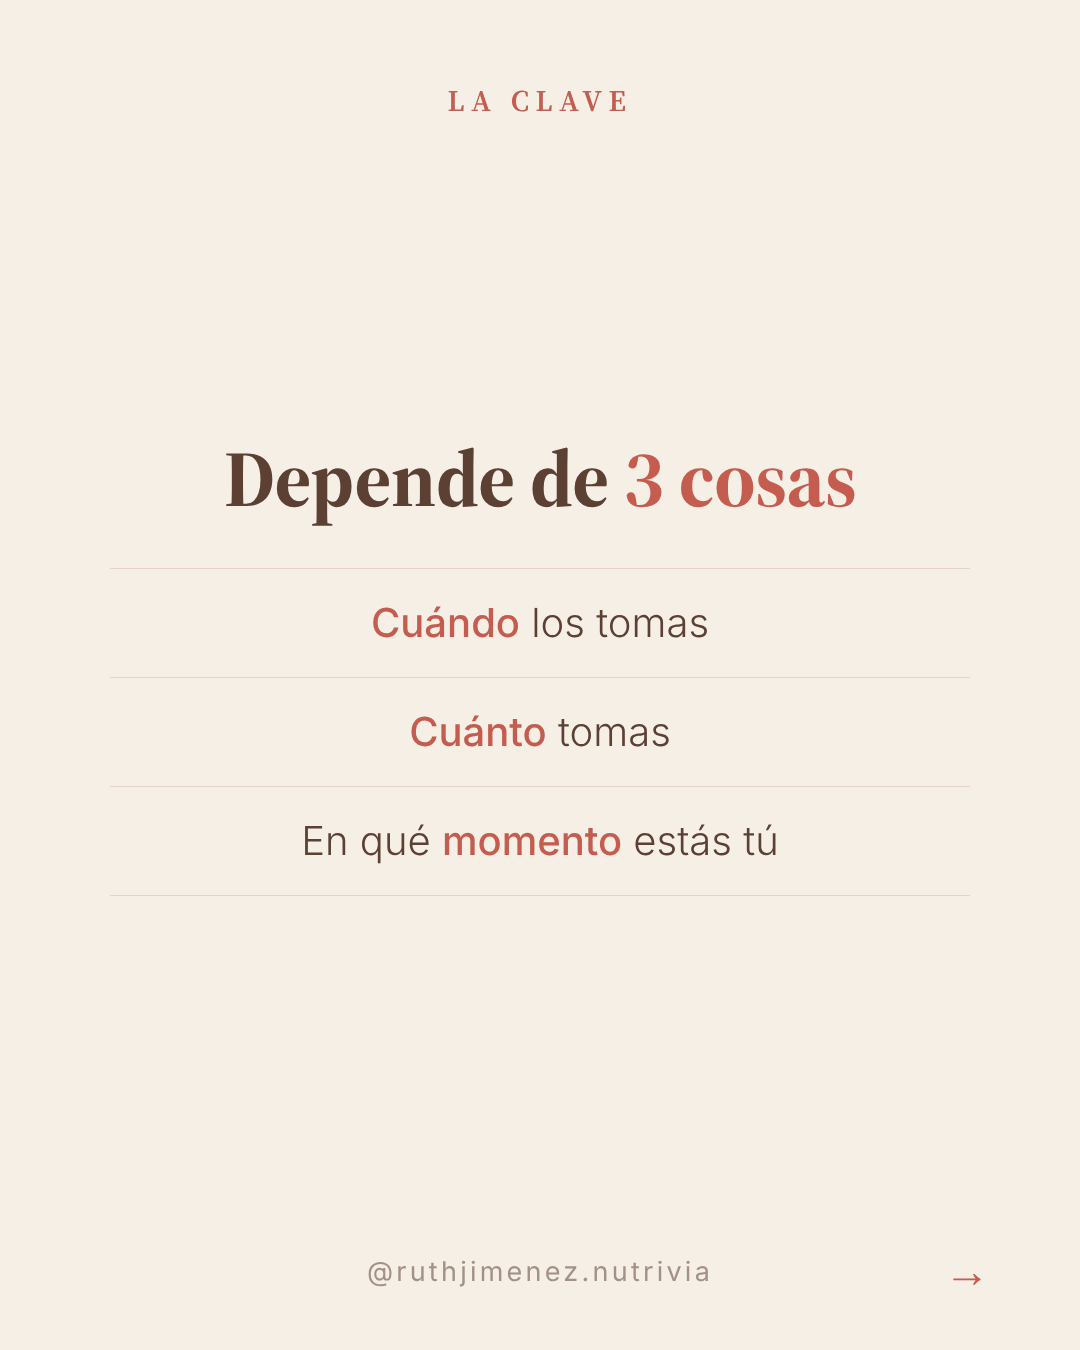 LA CLAVE
Depende de 3 cosas
Cuándo los tomas
Cuánto tomas
En qué momento estás tú
@ruthjimenez.nutrivia
→